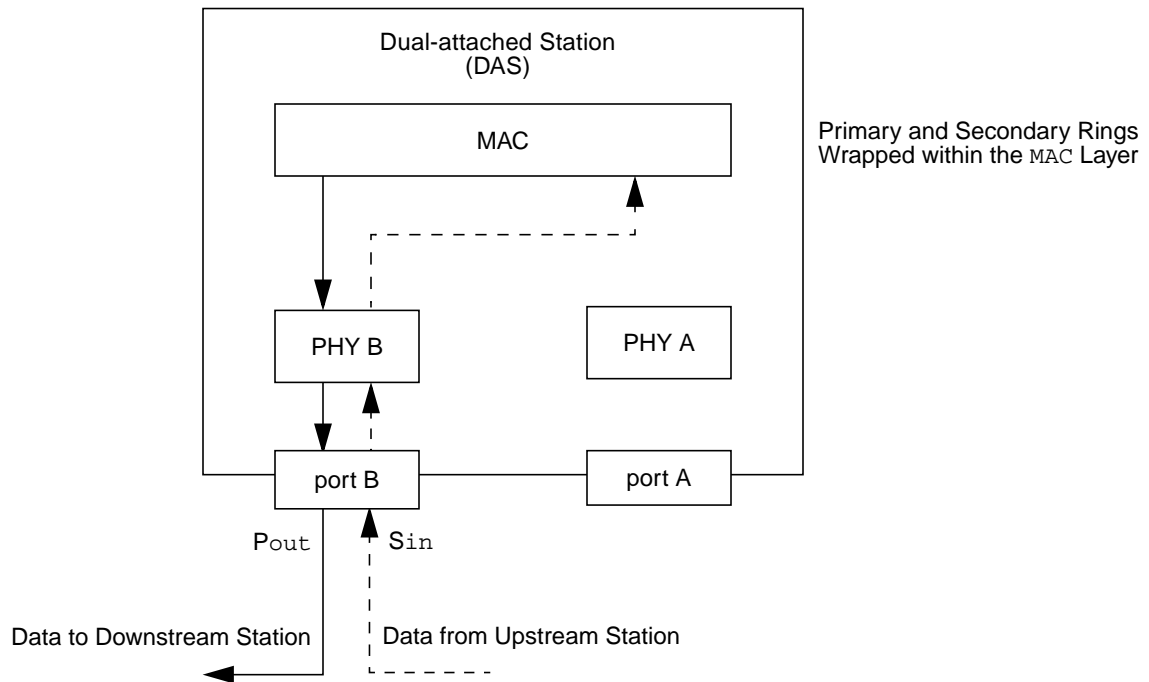 Dual-attached Station
(DAS)
MAC
Primary and Secondary Rings
Wrapped within the MAC Layer
PHY B
PHY A
port B
port A
Pout
Sin
Data to Downstream Station
Data from Upstream Station